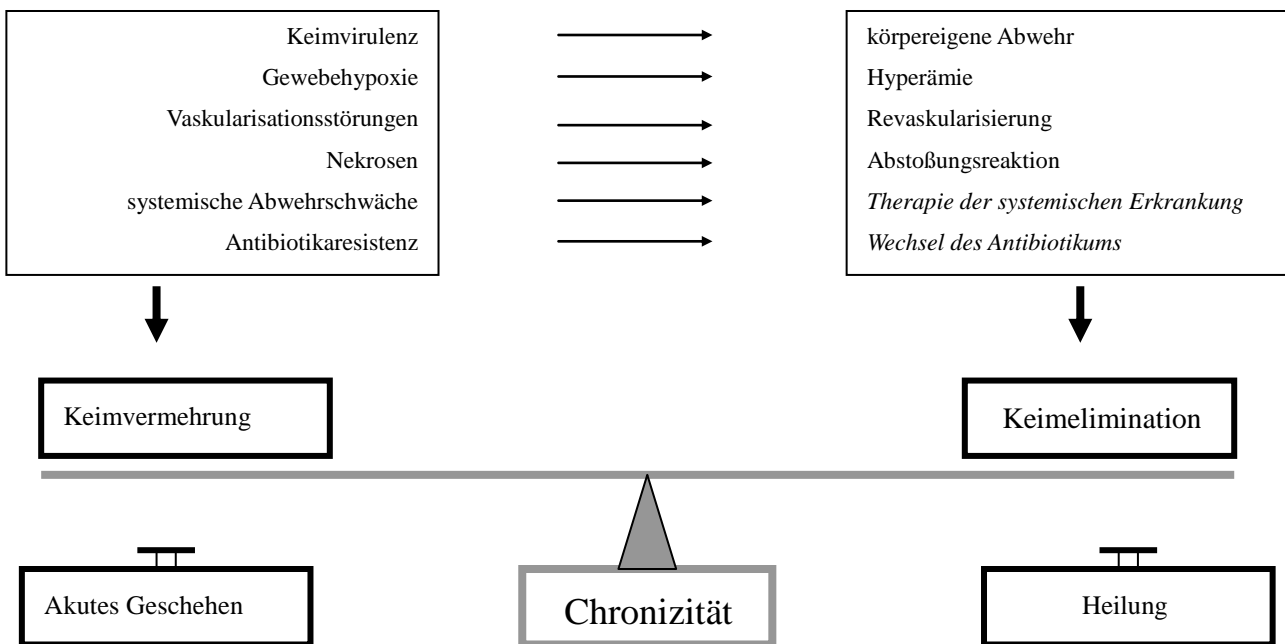 Keimvirulenz
Gewebehypoxie
Vaskularisationsstörungen
Nekrosen
systemische Abwehrschwäche
Antibiotikaresistenz
körpereigene Abwehr
Hyperämie
Revaskularisierung
Abstoßungsreaktion
Therapie der systemischen Erkrankung
Wechsel des Antibiotikums
Keimvermehrung
Keimelimination
Akutes Geschehen
Chronizität
Heilung